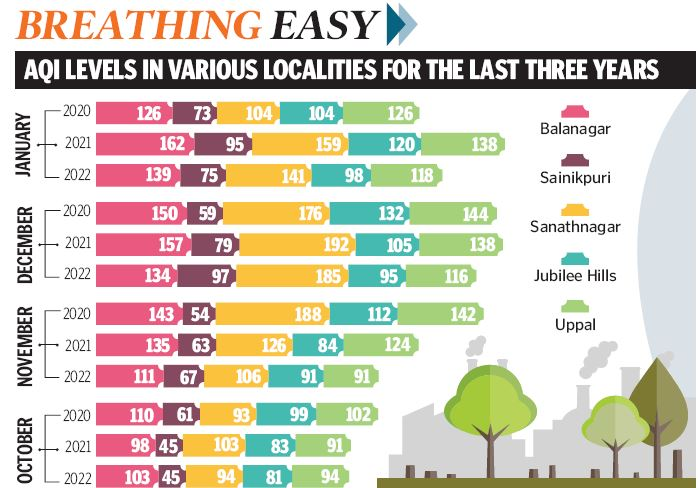 BREATHING EASY
AQI LEVELS IN VARIOUS LOCALITIES FOR THE LAST THREE YEARS
JANUARY
2020 126 73 104 104 126
2021 162 95 159 120 138
2022 139 75 141 98 118
DECEMBER
2020 150 59 176 132 144
2021 157 79 192 105 138
2022 134 97 185 95 116
NOVEMBER
2020 143 54 188 112 142
2021 135 63 126 84 124
2022 111 67 106 91 91
OCTOBER
2020 110 61 93 99 102
2021 98 45 103 83 91
2022 103 45 94 81 94
Balanagar
Sainikpuri
Sanathnagar
Jubilee Hills
Uppal